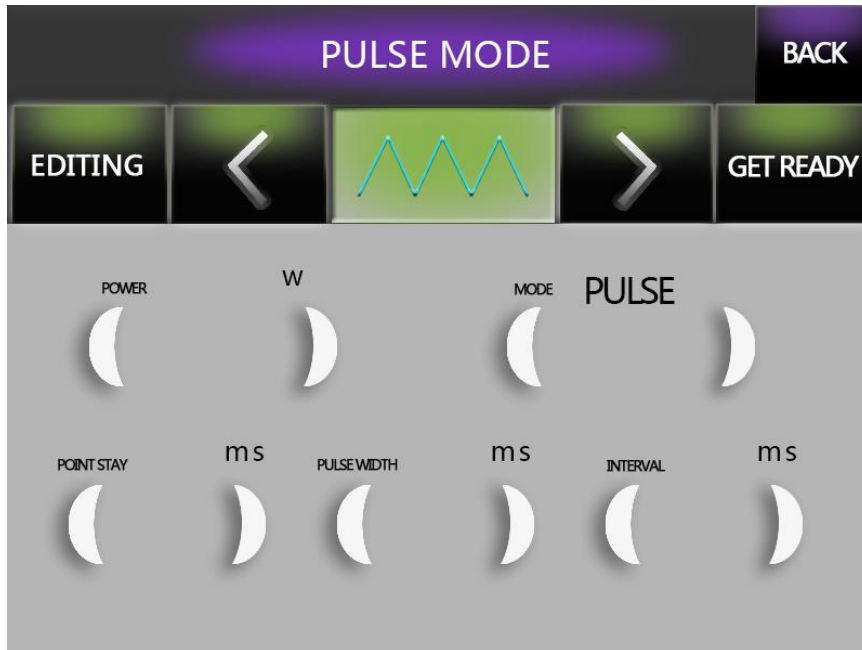 PULSE MODE
BACK
EDITING
GET READY
POWER
W
MODE
PULSE
POINT STAY
ms
PULSE WIDTH
ms
INTERVAL
ms